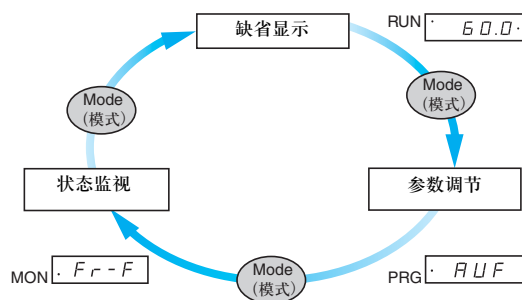 缺省显示
RUN
60.0
Mode
(模式)
Mode
(模式)
状态监视
参数调节
MON
Fr-F
Mode
(模式)
PRG
AUF